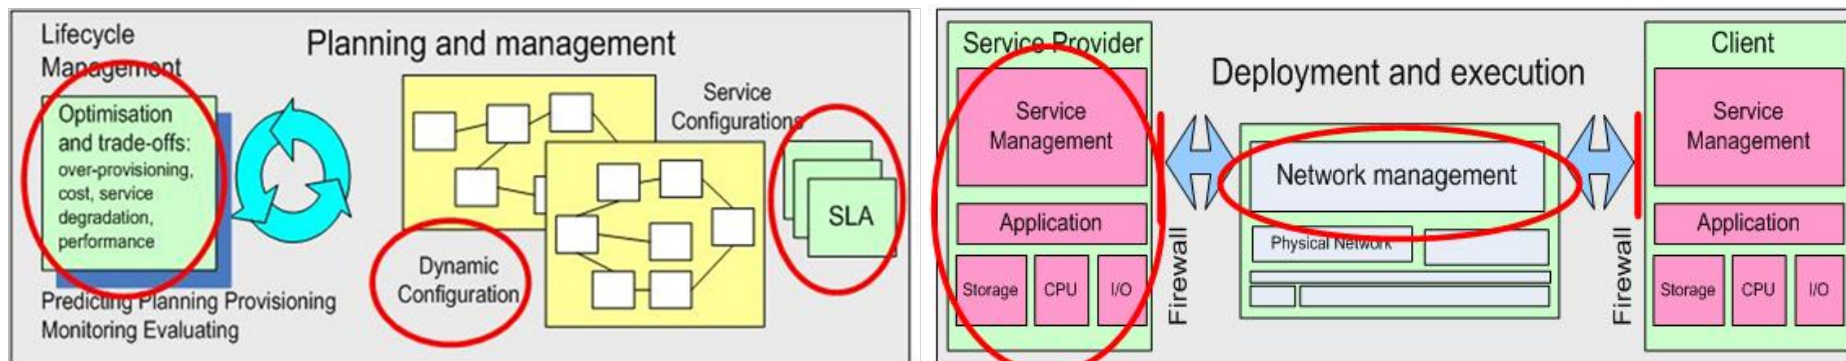 Lifecycle
Management
Planning and management
Optimisation
and trade-offs:
over-provisioning,
cost, service
degradation,
performance
Service
Configurations
SLA
Dynamic
Configuration
Predicting Planning Provisioning
Monitoring Evaluating
Service Provider
Service
Management
Application
Storage
CPU
I/O
Firewall
Deployment and execution
Network management
Physical Network
Firewall
Client
Service
Management
Application
Storage
CPU
I/O